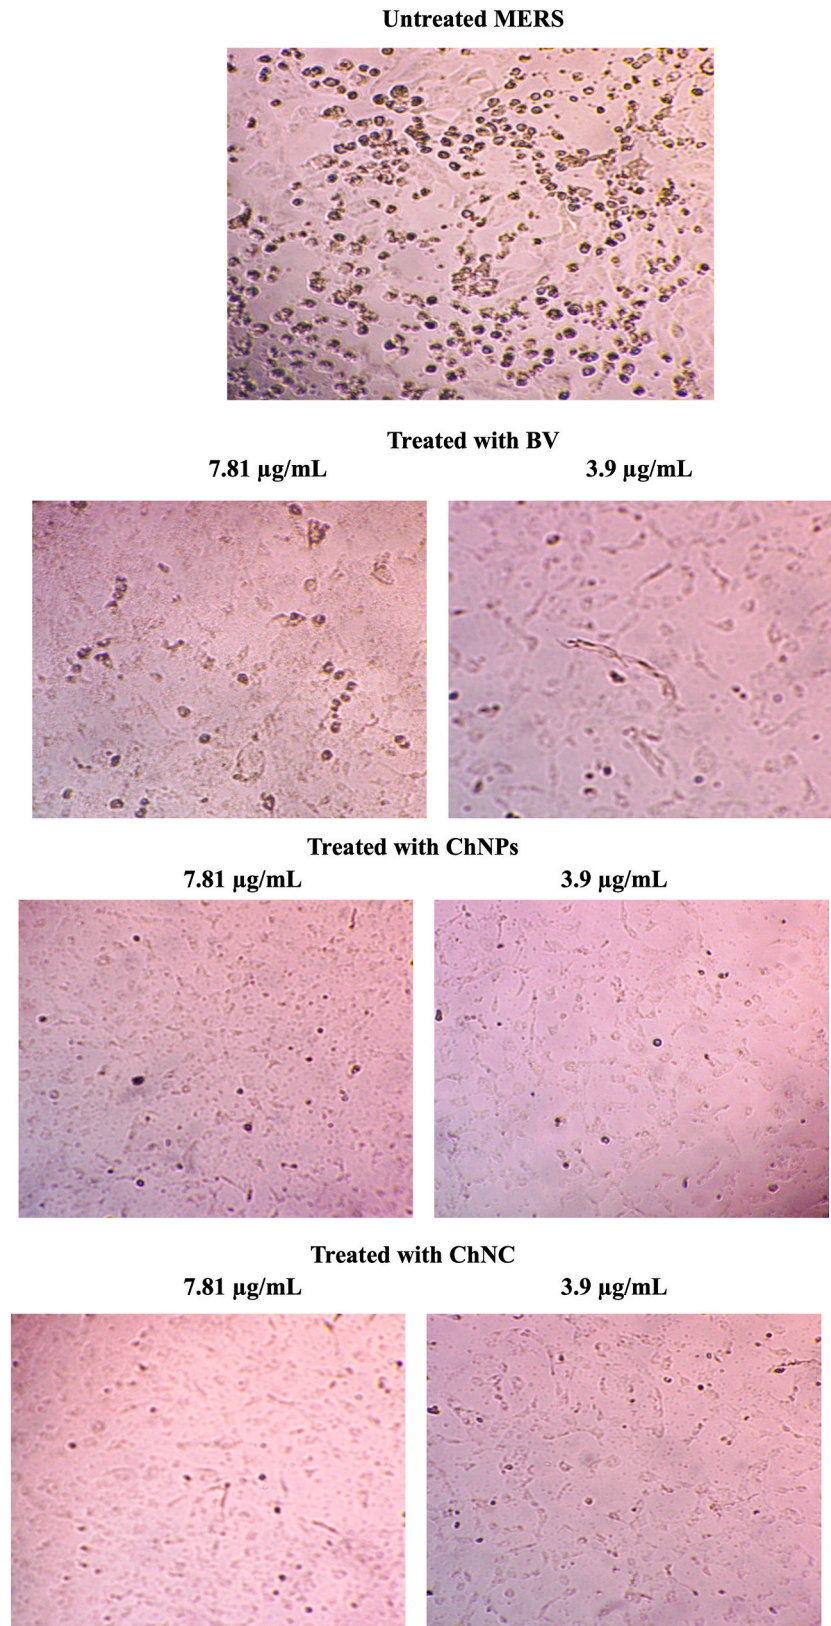 Untreated MERS
Treated with BV
7.81 µg/mL
3.9 µg/mL
Treated with ChNPs
7.81 µg/mL
3.9 µg/mL
Treated with ChNC
7.81 µg/mL
3.9 µg/mL